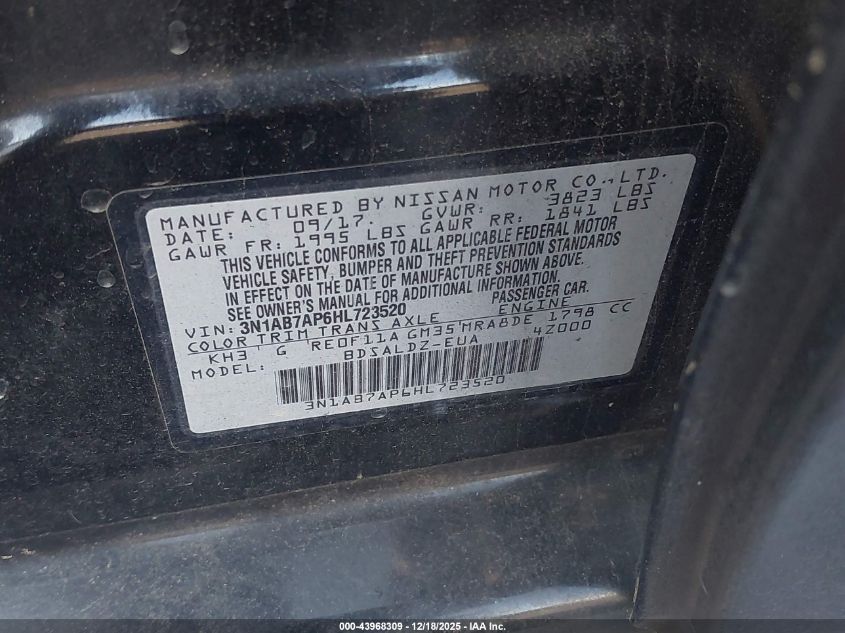 MANUFACTURED BY NISSAN MOTOR CO., LTD.
DATE: 09/17. GVWR: 3823 LBS
GAWR FR: 1995 LBS GAWR RR: 1841 LBS
THIS VEHICLE CONFORMS TO ALL APPLICABLE FEDERAL MOTOR
VEHICLE SAFETY, BUMPER AND THEFT PREVENTION STANDARDS
IN EFFECT ON THE DATE OF MANUFACTURE SHOWN ABOVE.
SEE OWNER'S MANUAL FOR ADDITIONAL INFORMATION.
VIN: 3N1AB7AP6HL723520 PASSENGER CAR.
COLOR TRIM TRANS AXLE ENGINE
KH3 G RE0F11A GM35 MRA8DE 1798 CC
MODEL: BDSALDZ-EUA 4Z000
3N1AB7AP6HL723520
000-43968309 - 12/18/2025 - IAA Inc.